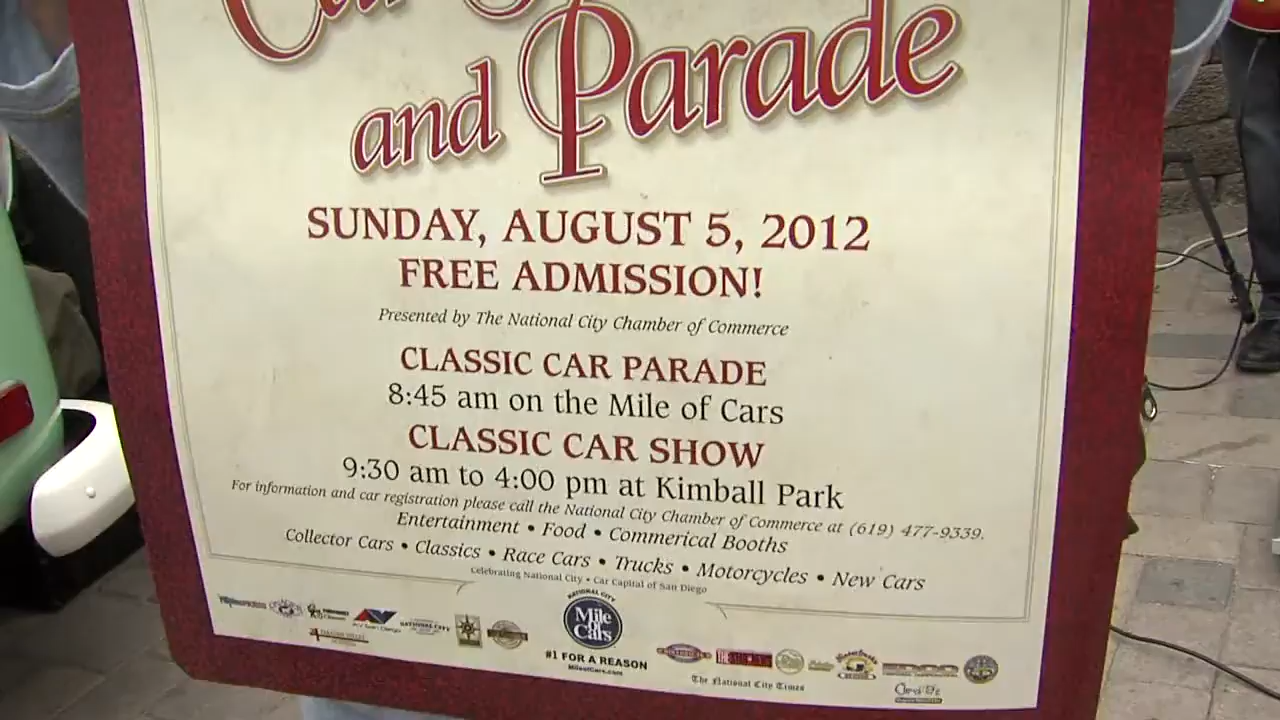 and Parade
SUNDAY, AUGUST 5, 2012
FREE ADMISSION!
Presented by The National City Chamber of Commerce
CLASSIC CAR PARADE
8:45 am on the Mile of Cars
CLASSIC CAR SHOW
9:30 am to 4:00 pm at Kimball Park
For information and car registration please call the National City Chamber of Commerce at (619) 477-9339.
Entertainment • Food • Commerical Booths
Collector Cars • Classics • Race Cars • Trucks • Motorcycles • New Cars
Celebrating National City • Car Capital of San Diego
NATIONAL CITY
Mile of Cars
#1 FOR A REASON
MileofCars.com
The National City Times